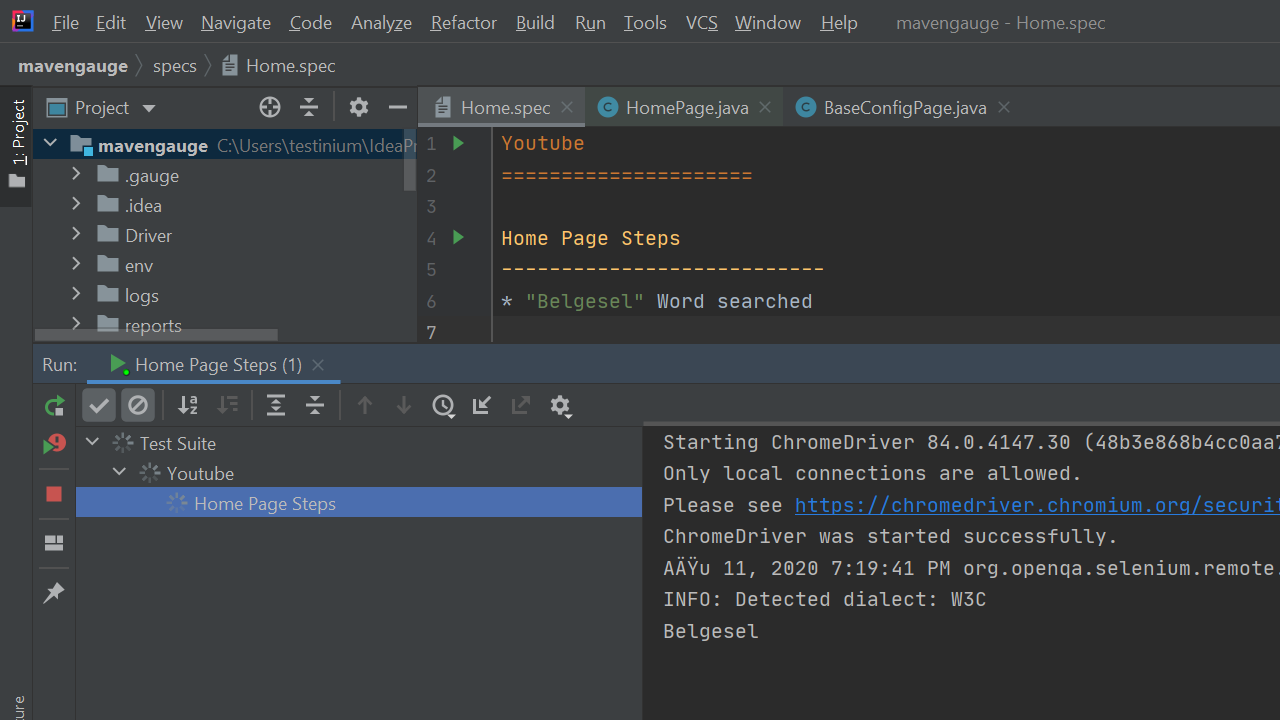 File Edit View Navigate Code Analyze Refactor Build Run Tools VCS Window Help mavengauge - Home.spec
mavengauge specs Home.spec
1: Project
Project
Home.spec HomePage.java BaseConfigPage.java
mavengauge C:\Users\testinium\IdeaPr
.gauge
.idea
Driver
env
logs
reports
1 Youtube
2 =====================
3
4 Home Page Steps
5 ---------------------------
6 * "Belgesel" Word searched
7
Run: Home Page Steps (1)
Test Suite
Youtube
Home Page Steps
Starting ChromeDriver 84.0.4147.30 (48b3e868b4cc0aa7
Only local connections are allowed.
Please see https://chromedriver.chromium.org/securit
ChromeDriver was started successfully.
AÄŸu 11, 2020 7:19:41 PM org.openqa.selenium.remote.
INFO: Detected dialect: W3C
Belgesel